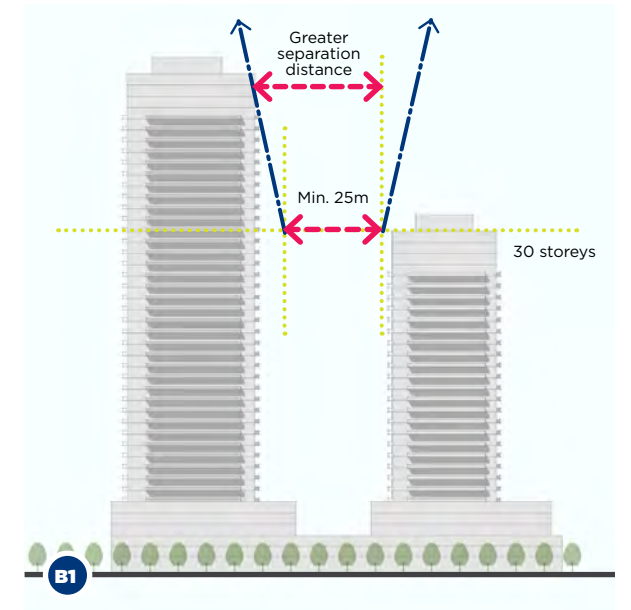 Greater
separation
distance
Min. 25m
30 storeys
B1